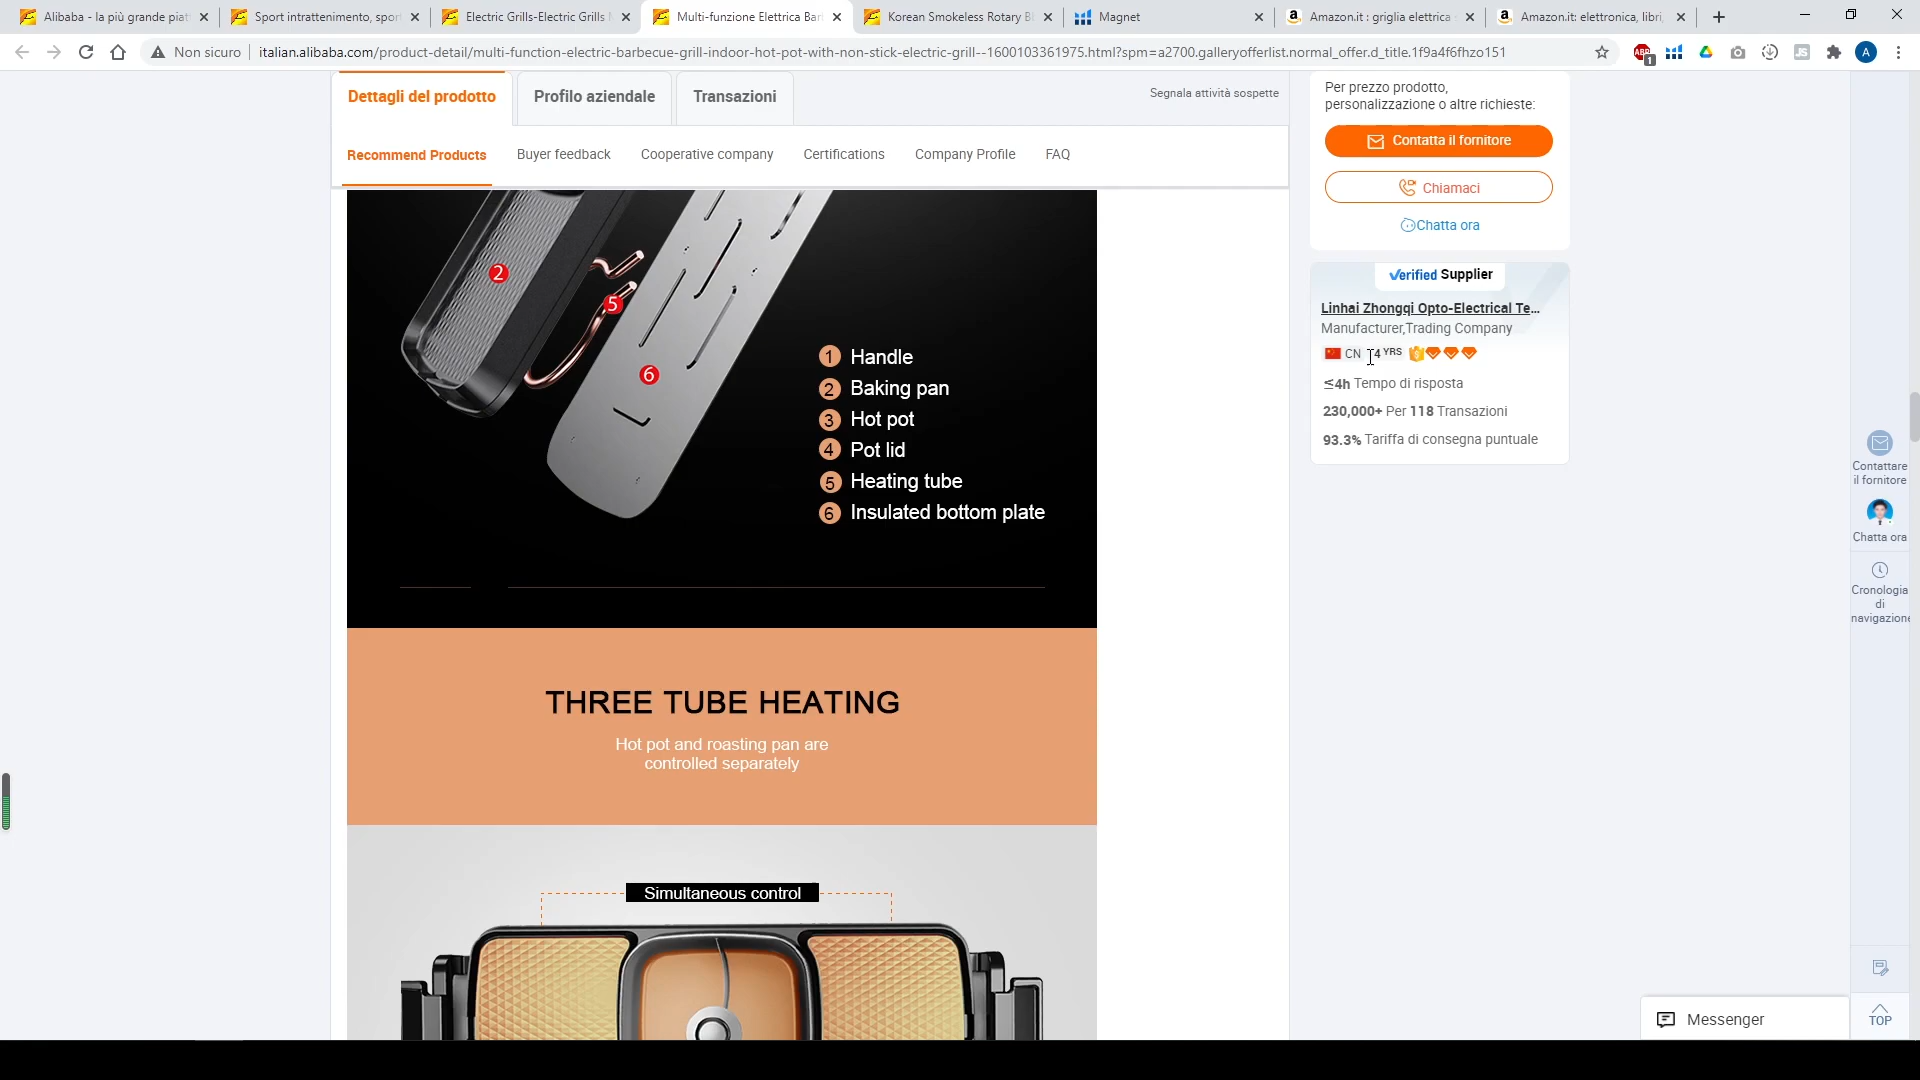 Alibaba - la più grande piat
Sport intrattenimento, spor
Electric Grills-Electric Grills
Multi-funzione Elettrica Bar
Korean Smokeless Rotary B
Magnet
Amazon.it : griglia elettrica
Amazon.it: elettronica, libri,
Non sicuro
italian.alibaba.com/product-detail/multi-function-electric-barbecue-grill-indoor-hot-pot-with-non-stick-electric-grill--1600103361975.html?spm=a2700.galleryofferlist.normal_offer.d_title.1f9a4f6fhzo151
ABP
1
JS
A
Dettagli del prodotto
Profilo aziendale
Transazioni
Segnala attività sospette
Recommend Products
Buyer feedback
Cooperative company
Certifications
Company Profile
FAQ
2
5
6
1 Handle
2 Baking pan
3 Hot pot
4 Pot lid
5 Heating tube
6 Insulated bottom plate
THREE TUBE HEATING
Hot pot and roasting pan are
controlled separately
Simultaneous control
Per prezzo prodotto,
personalizzazione o altre richieste:
Contatta il fornitore
Chiamaci
Chatta ora
Verified Supplier
Linhai Zhongqi Opto-Electrical Te...
Manufacturer,Trading Company
CN 4 YRS
≤4h Tempo di risposta
230,000+ Per 118 Transazioni
93.3% Tariffa di consegna puntuale
Contattare
il fornitore
Chatta ora
Cronologia
di
navigazione
TOP
Messenger